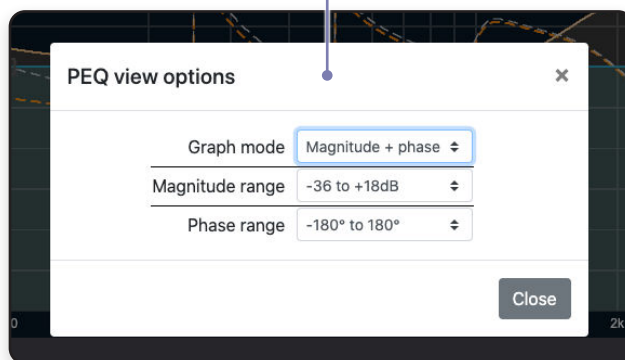 PEQ view options ×
Graph mode Magnitude + phase
Magnitude range -36 to +18dB
Phase range -180° to 180°
Close
0 2k